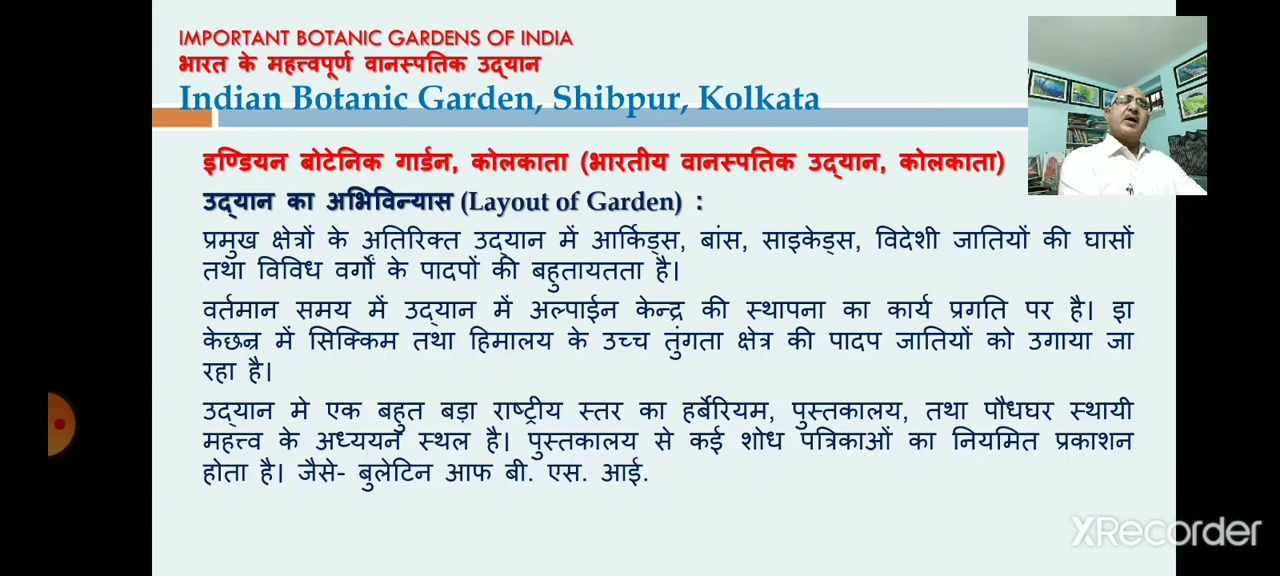 IMPORTANT BOTANIC GARDENS OF INDIA
भारत के महत्त्वपूर्ण वानस्पतिक उद्यान
Indian Botanic Garden, Shibpur, Kolkata
इण्डियन बोटेनिक गार्डन, कोलकाता (भारतीय वानस्पतिक उद्यान, कोलकाता)
उद्यान का अभिविन्यास (Layout of Garden) :
प्रमुख क्षेत्रों के अतिरिक्त उद्यान में आर्किड्स, बांस, साइकेड्स, विदेशी जातियों की घासों
तथा विविध वर्गों के पादपों की बहुतायतता है।
वर्तमान समय में उद्यान में अल्पाईन केन्द्र की स्थापना का कार्य प्रगति पर है। इा
केछन्र में सिक्किम तथा हिमालय के उच्च तुंगता क्षेत्र की पादप जातियों को उगाया जा
रहा है।
उद्यान मे एक बहुत बड़ा राष्ट्रीय स्तर का हर्बेरियम, पुस्तकालय, तथा पौधघर स्थायी
महत्त्व के अध्ययन स्थल है। पुस्तकालय से कई शोध पत्रिकाओं का नियमित प्रकाशन
होता है। जैसे- बुलेटिन आफ बी. एस. आई.
XRecorder